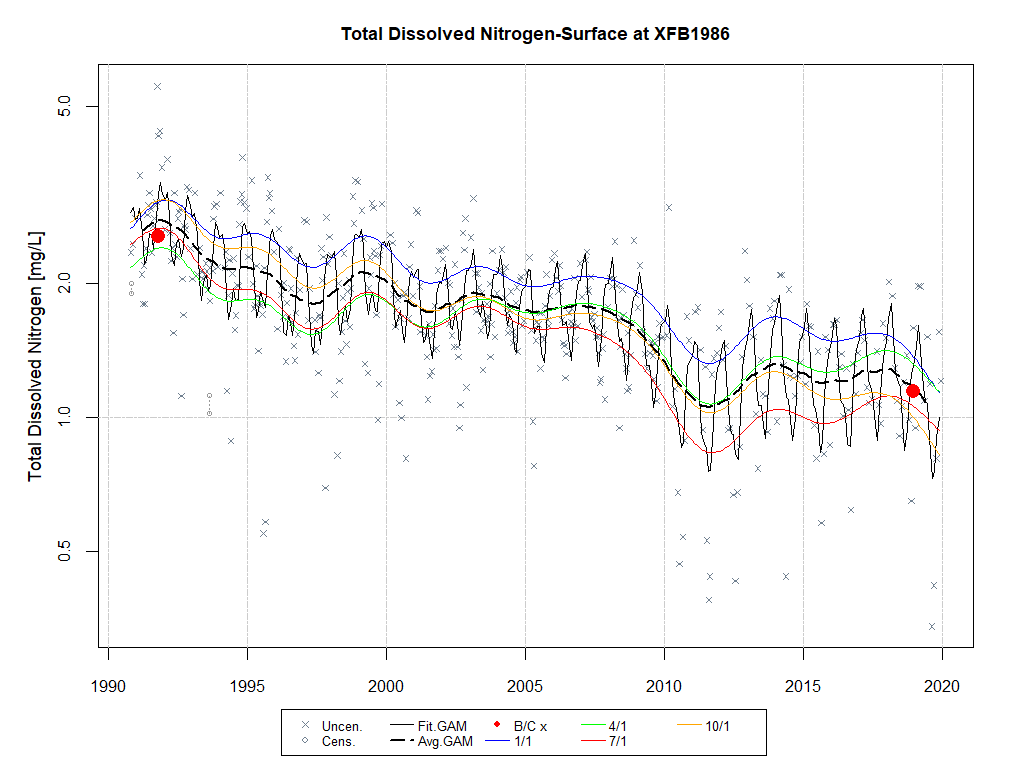 Total Dissolved Nitrogen-Surface at XFB1986
Total Dissolved Nitrogen [mg/L]
5.0
2.0
1.0
0.5
1990 1995 2000 2005 2010 2015 2020
Uncen. Fit.GAM B/C x 4/1 10/1
Cens. Avg.GAM 1/1 7/1